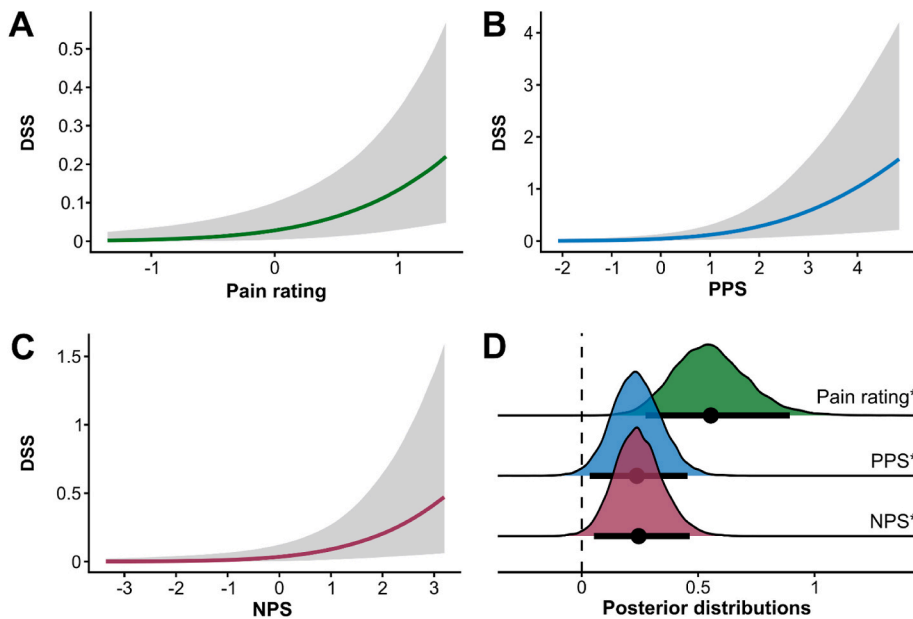 A
DSS
0.5
0.4
0.3
0.2
0.1
0
-1 0 1
Pain rating
B
DSS
4
3
2
1
0
-2 -1 0 1 2 3 4
PPS
C
DSS
1.5
1
0.5
0
-3 -2 -1 0 1 2 3
NPS
D
Pain rating*
PPS*
NPS*
0 0.5 1
Posterior distributions